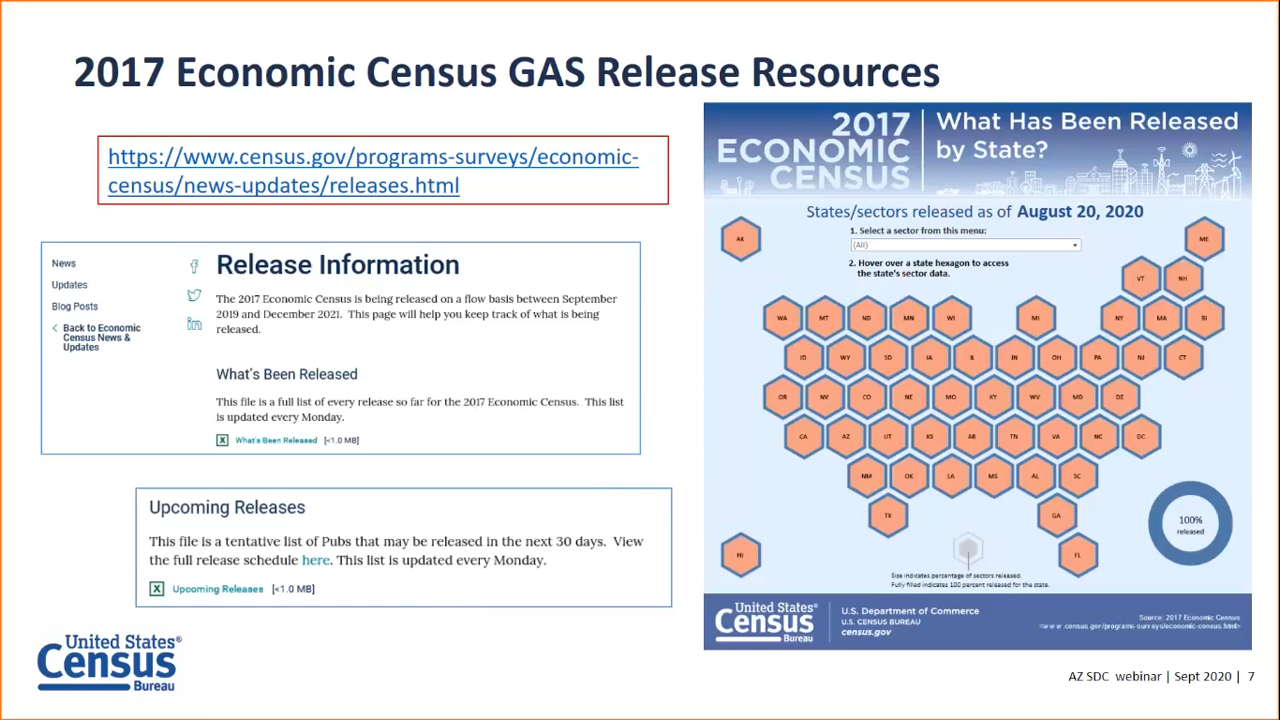 2017 Economic Census GAS Release Resources
https://www.census.gov/programs-surveys/economic-
census/news-updates/releases.html
News
Updates
Blog Posts
Back to Economic
Census News &
Updates
Release Information
The 2017 Economic Census is being released on a flow basis between September
2019 and December 2021. This page will help you keep track of what is being
released.
What's Been Released
This file is a full list of every release so far for the 2017 Economic Census. This list
is updated every Monday.
What's Been Released [<1.0 MB]
Upcoming Releases
This file is a tentative list of Pubs that may be released in the next 30 days. View
the full release schedule here. This list is updated every Monday.
Upcoming Releases [<1.0 MB]
United States®
Census
Bureau
2017
ECONOMIC
CENSUS
What Has Been Released
by State?
States/sectors released as of August 20, 2020
1. Select a sector from this menu:
(All)
2. Hover over a state hexagon to access
the state's sector data.
AK ME
VT NH
WA MT ND MN WI MI NY MA RI
ID WY SD IA IL IN OH PA NJ CT
OR NV CO NE MO KY WV MD DE
CA AZ UT KS AR TN VA NC DC
NM OK LA MS AL SC
TX GA
HI FL
100%
released
Size indicates percentage of sectors released.
Fully filled indicates 100 percent released for the state.
United States®
Census
Bureau
U.S. Department of Commerce
U.S. CENSUS BUREAU
census.gov
Source: 2017 Economic Census
<www.census.gov/programs-surveys/economic-census.html>
AZ SDC webinar | Sept 2020 | 7